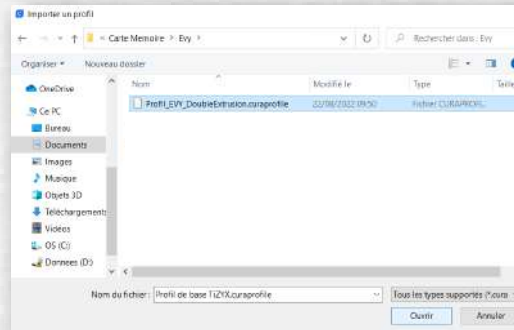 Importer un profil
« Carte Memoire > Evy >
Rechercher dans : Evy
Organiser
Nouveau dossier
Nom
Modifié le
Type
Taille
Profil_EVY_DoubleExtrusion.curaprofile
22/08/2022 09:50
Fichier CURAPROFI...
OneDrive
Ce PC
Bureau
Documents
Images
Musique
Objets 3D
Téléchargements
Vidéos
OS (C:)
Donnees (D:)
Nom du fichier :
Profil de base TiZYX.curaprofile
Tous les types supportés (*.cura
Ouvrir
Annuler